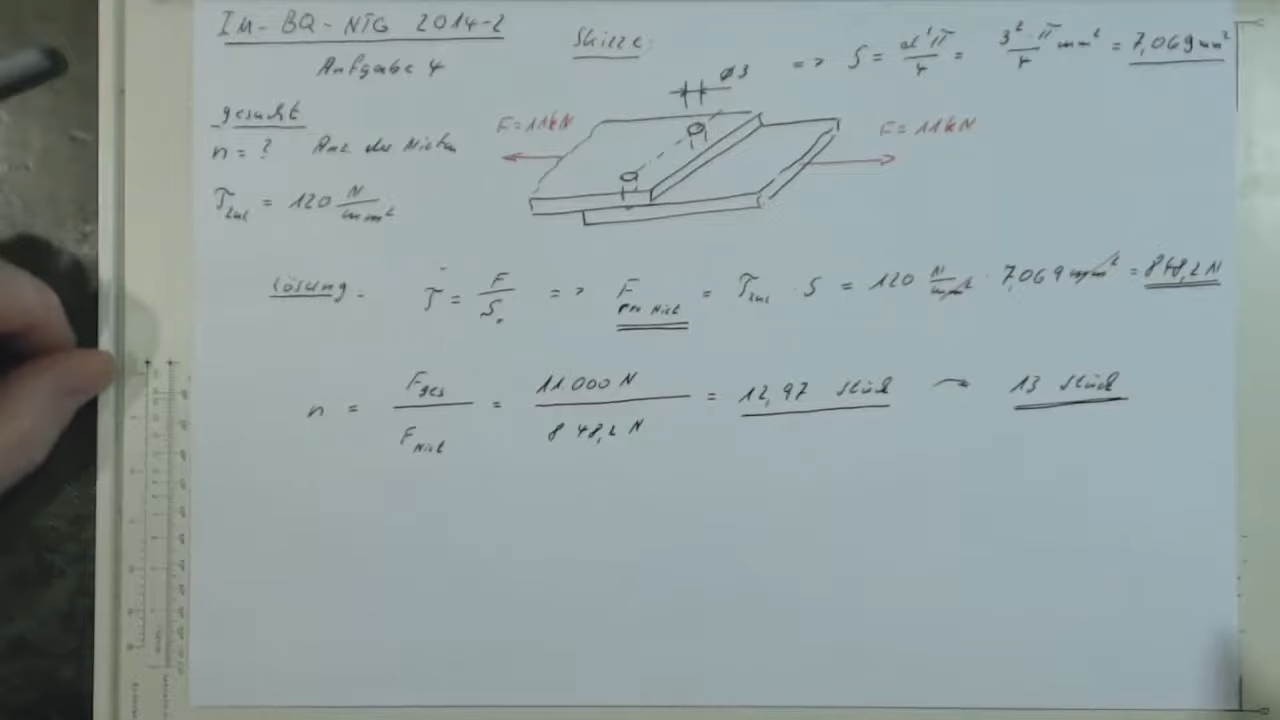 IM-BQ-NTG 2014-2
Aufgabe 4
Skizze:
=> S = d²π/4 = 3²·π/4 mm² = 7,069 mm²
ø3
gesucht
n = ? Anz der Nieten
F = 11kN
F = 11kN
τzul = 120 N/mm²
Lösung: τ = F/S => F pro Niet = τzul · S = 120 N/mm² · 7,069 mm² = 848,2 N
n = Fges/FNiet = 11.000 N/848,2 N = 12,97 Stück ~ 13 Stück